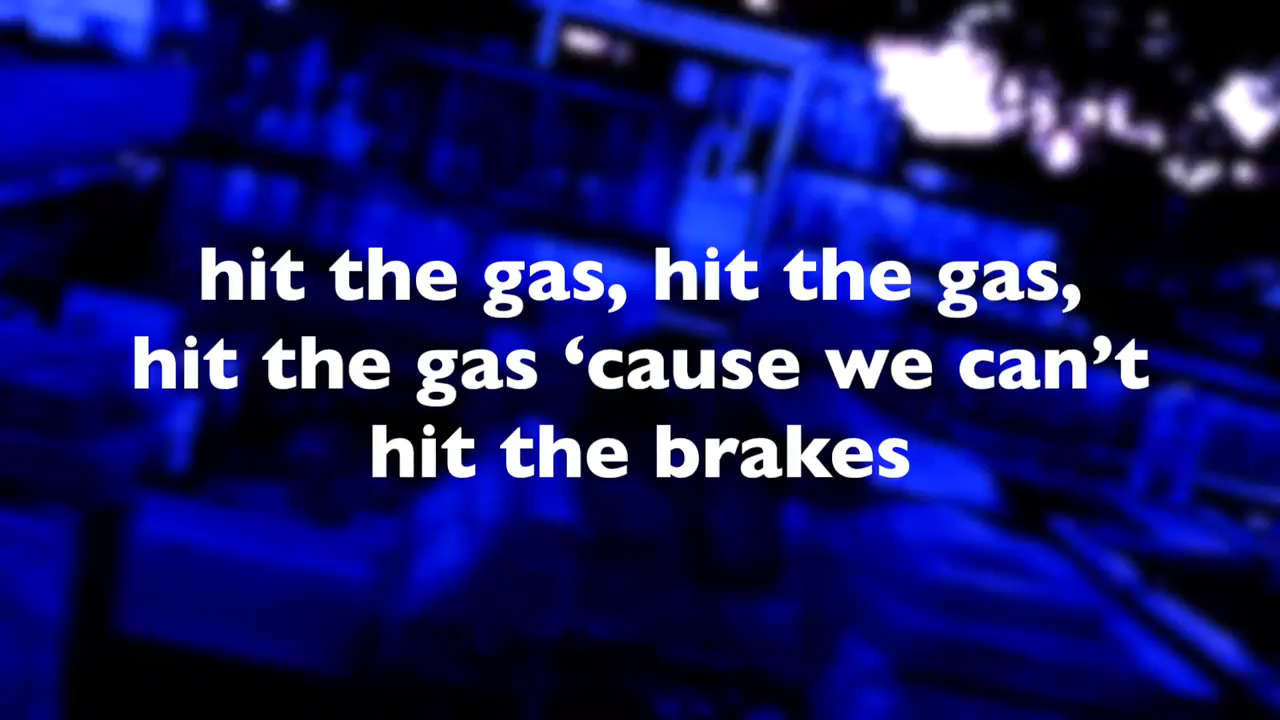 hit the gas, hit the gas,
hit the gas ‘cause we can’t
hit the brakes